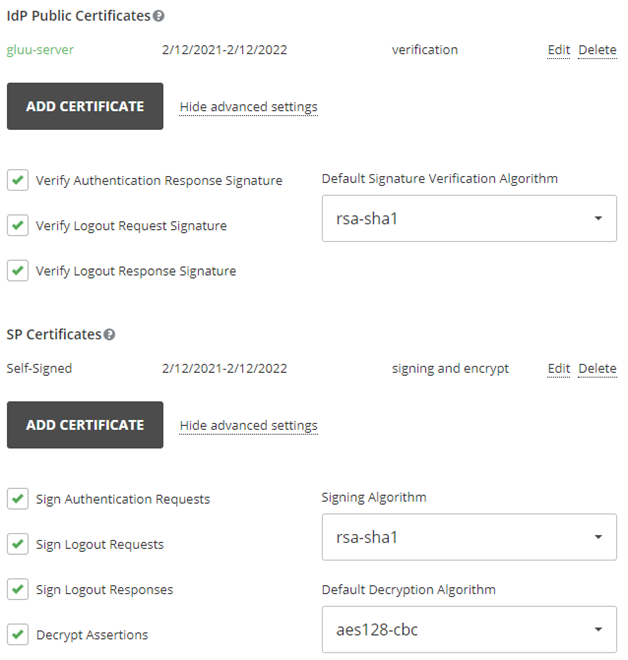 IdP Public Certificates?
gluu-server 2/12/2021-2/12/2022 verification Edit Delete
ADD CERTIFICATE Hide advanced settings
Verify Authentication Response Signature Default Signature Verification Algorithm
Verify Logout Request Signature rsa-sha1
Verify Logout Response Signature
SP Certificates?
Self-Signed 2/12/2021-2/12/2022 signing and encrypt Edit Delete
ADD CERTIFICATE Hide advanced settings
Sign Authentication Requests Signing Algorithm
Sign Logout Requests rsa-sha1
Sign Logout Responses Default Decryption Algorithm
Decrypt Assertions aes128-cbc